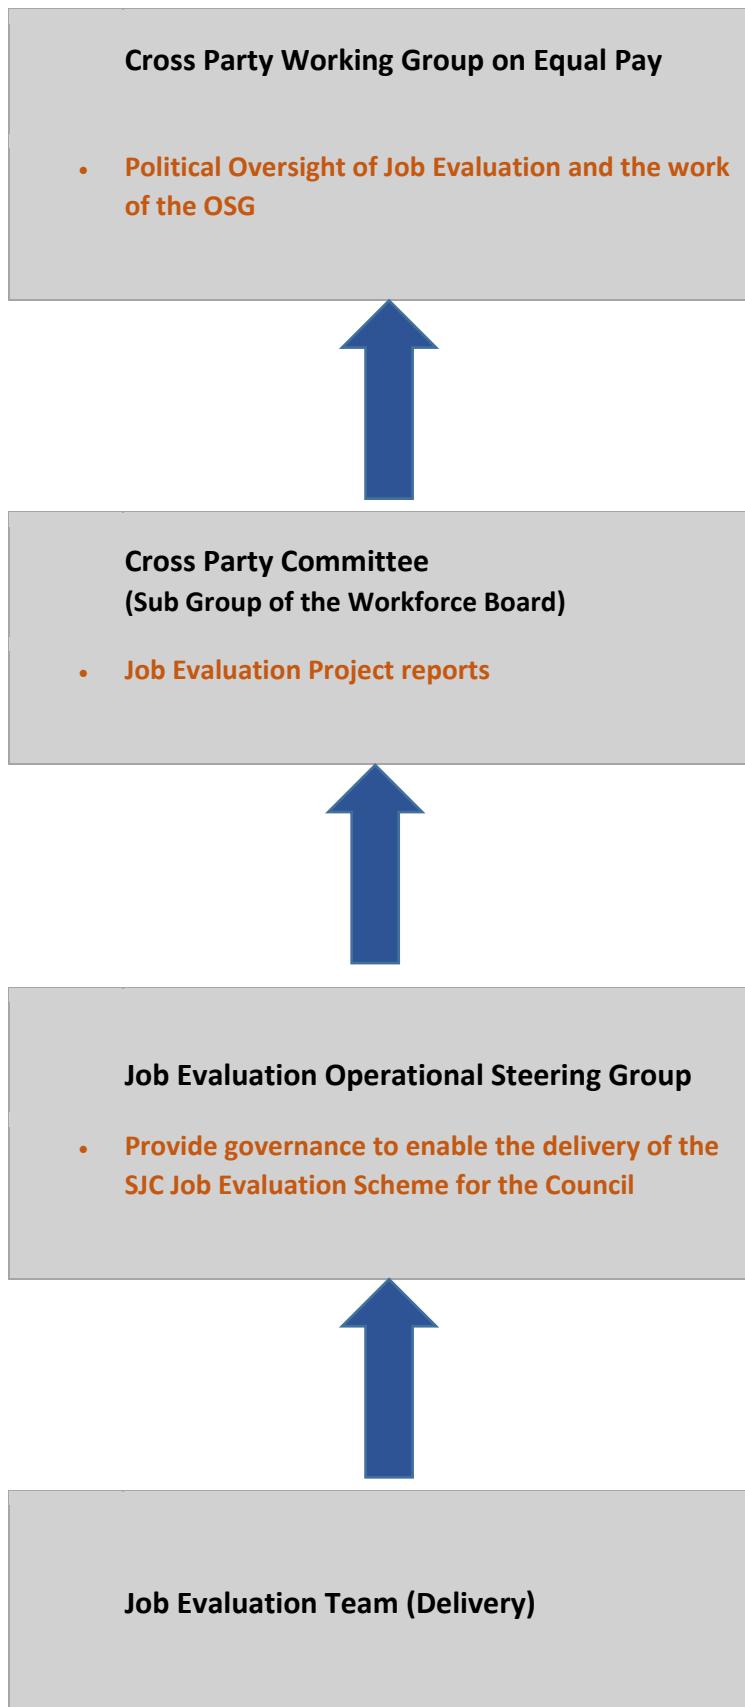 Cross Party Working Group on Equal Pay
• Political Oversight of Job Evaluation and the work
of the OSG
Cross Party Committee
(Sub Group of the Workforce Board)
• Job Evaluation Project reports
Job Evaluation Operational Steering Group
• Provide governance to enable the delivery of the
SJC Job Evaluation Scheme for the Council
Job Evaluation Team (Delivery)